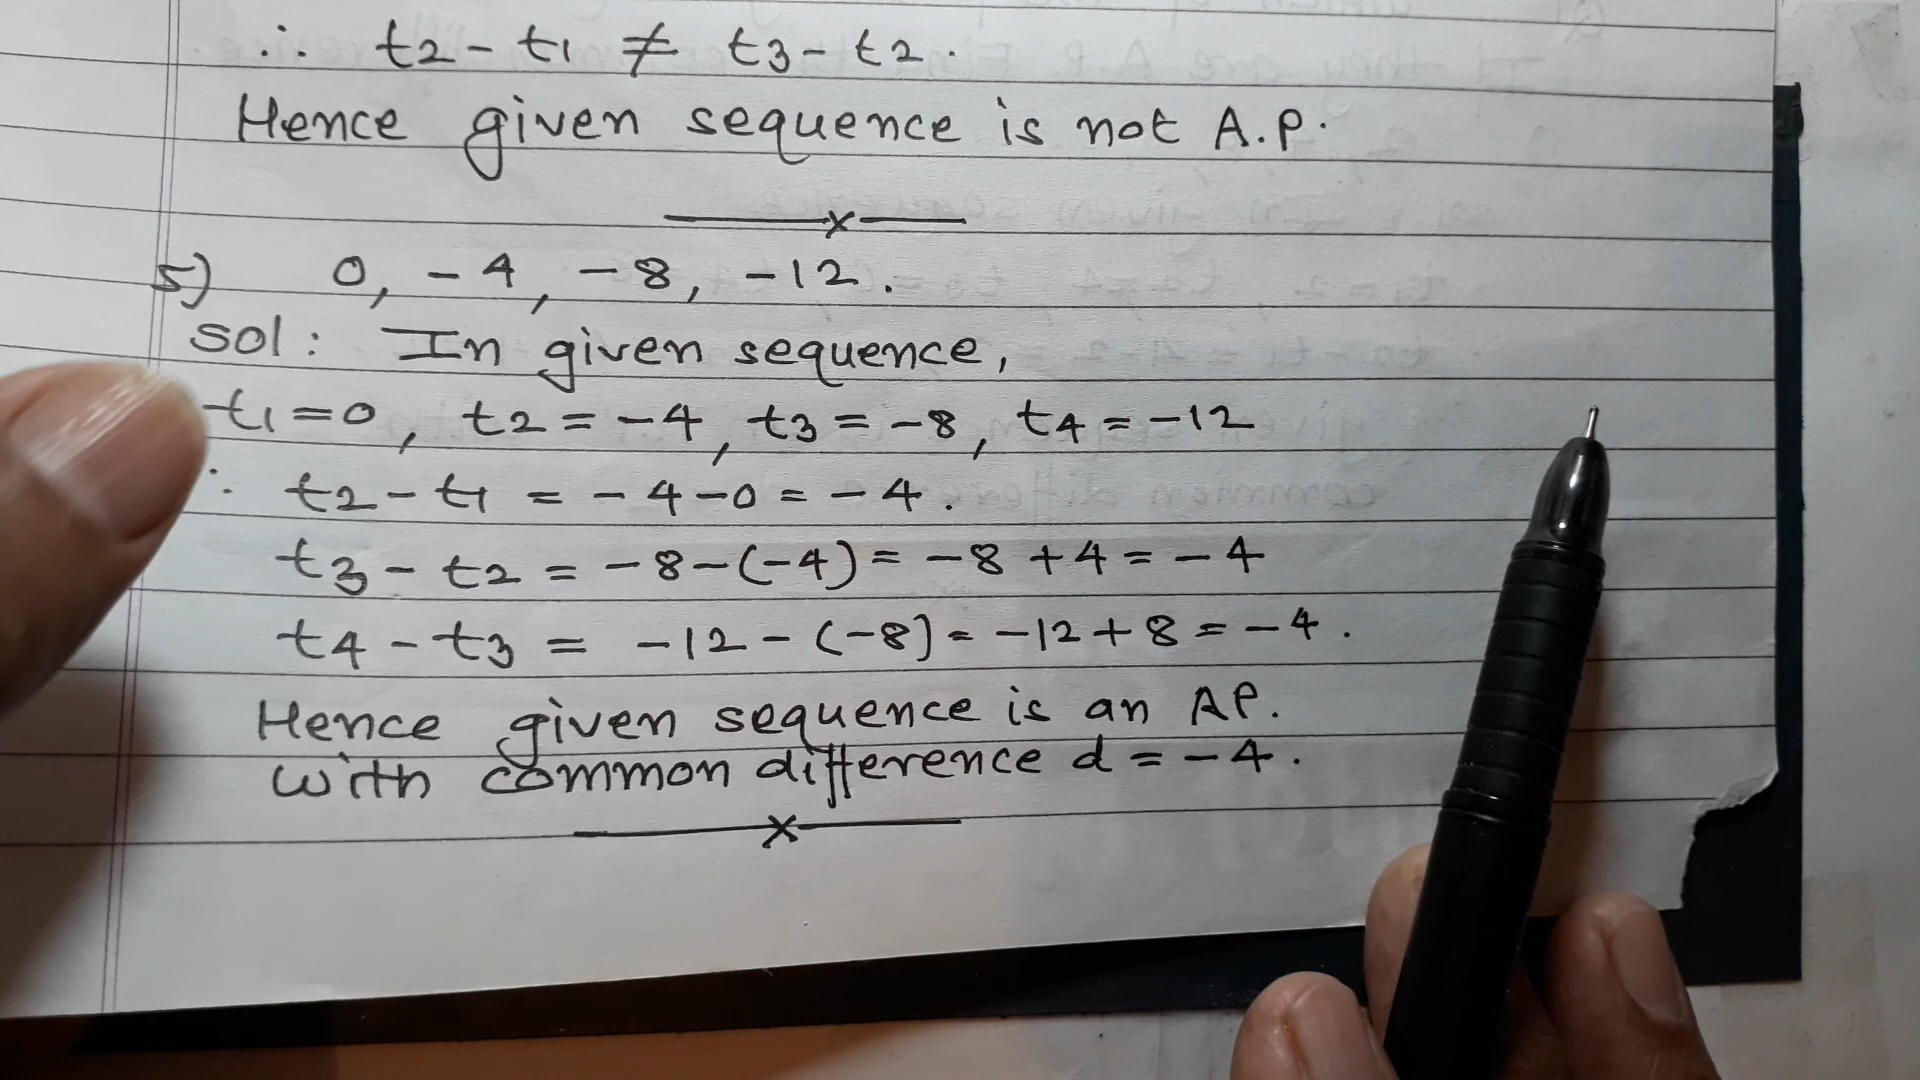 ∴ t2 - t1 ≠ t3 - t2.
Hence given sequence is not A.P.
x
5) 0, -4, -8, -12.
Sol: In given sequence,
t1=0, t2 = -4, t3 = -8, t4 = -12
∴ t2 - t1 = -4-0 = -4.
t3 - t2 = -8-(-4) = -8+4 = -4
t4 - t3 = -12-(-8) = -12+8 = -4.
Hence given sequence is an AP.
with common difference d = -4.
x